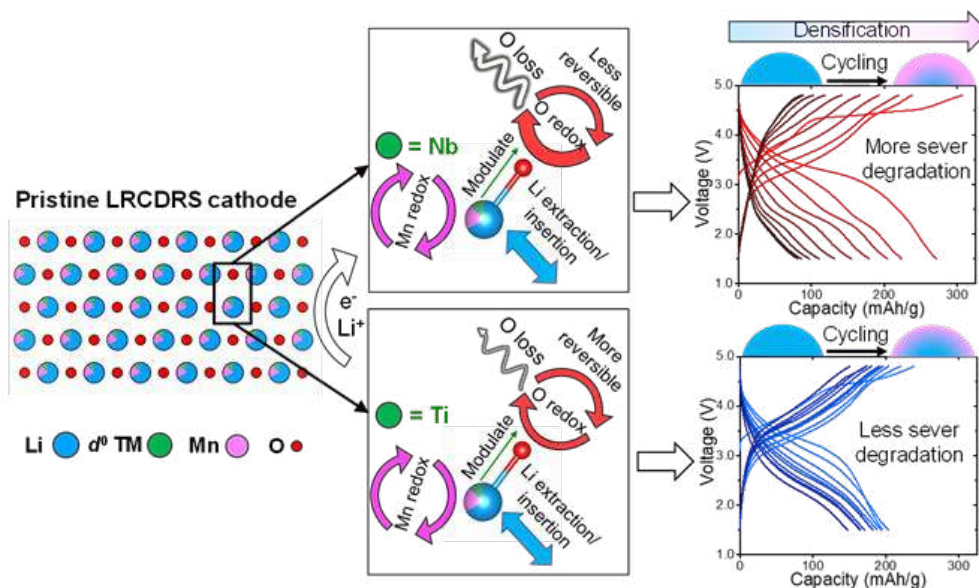 Pristine LRCDRS cathode
e-
Li+
Li
d⁰ TM
Mn
O
O loss
Less reversible
O redox
= Nb
Modulate
Mn redox
Li extraction/
insertion
O loss
More reversible
O redox
= Ti
Modulate
Mn redox
Li extraction/
insertion
Densification
Cycling
5.0
4.0
3.0
2.0
1.0
Voltage (V)
More sever
degradation
0 100 200 300
Capacity (mAh/g)
Cycling
5.0
4.0
3.0
2.0
1.0
Voltage (V)
Less sever
degradation
0 100 200 300
Capacity (mAh/g)